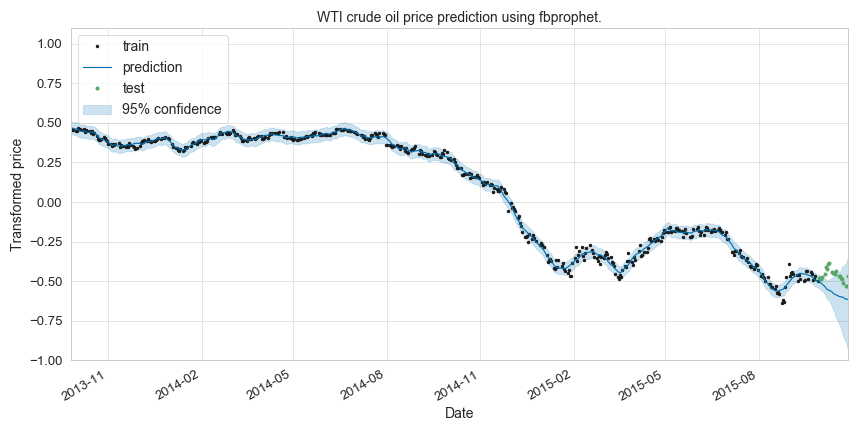 WTI crude oil price prediction using fbprophet.
train
prediction
test
95% confidence
1.00
0.75
0.50
0.25
0.00
−0.25
−0.50
−0.75
−1.00
Transformed price
2013-11
2014-02
2014-05
2014-08
2014-11
2015-02
2015-05
2015-08
Date